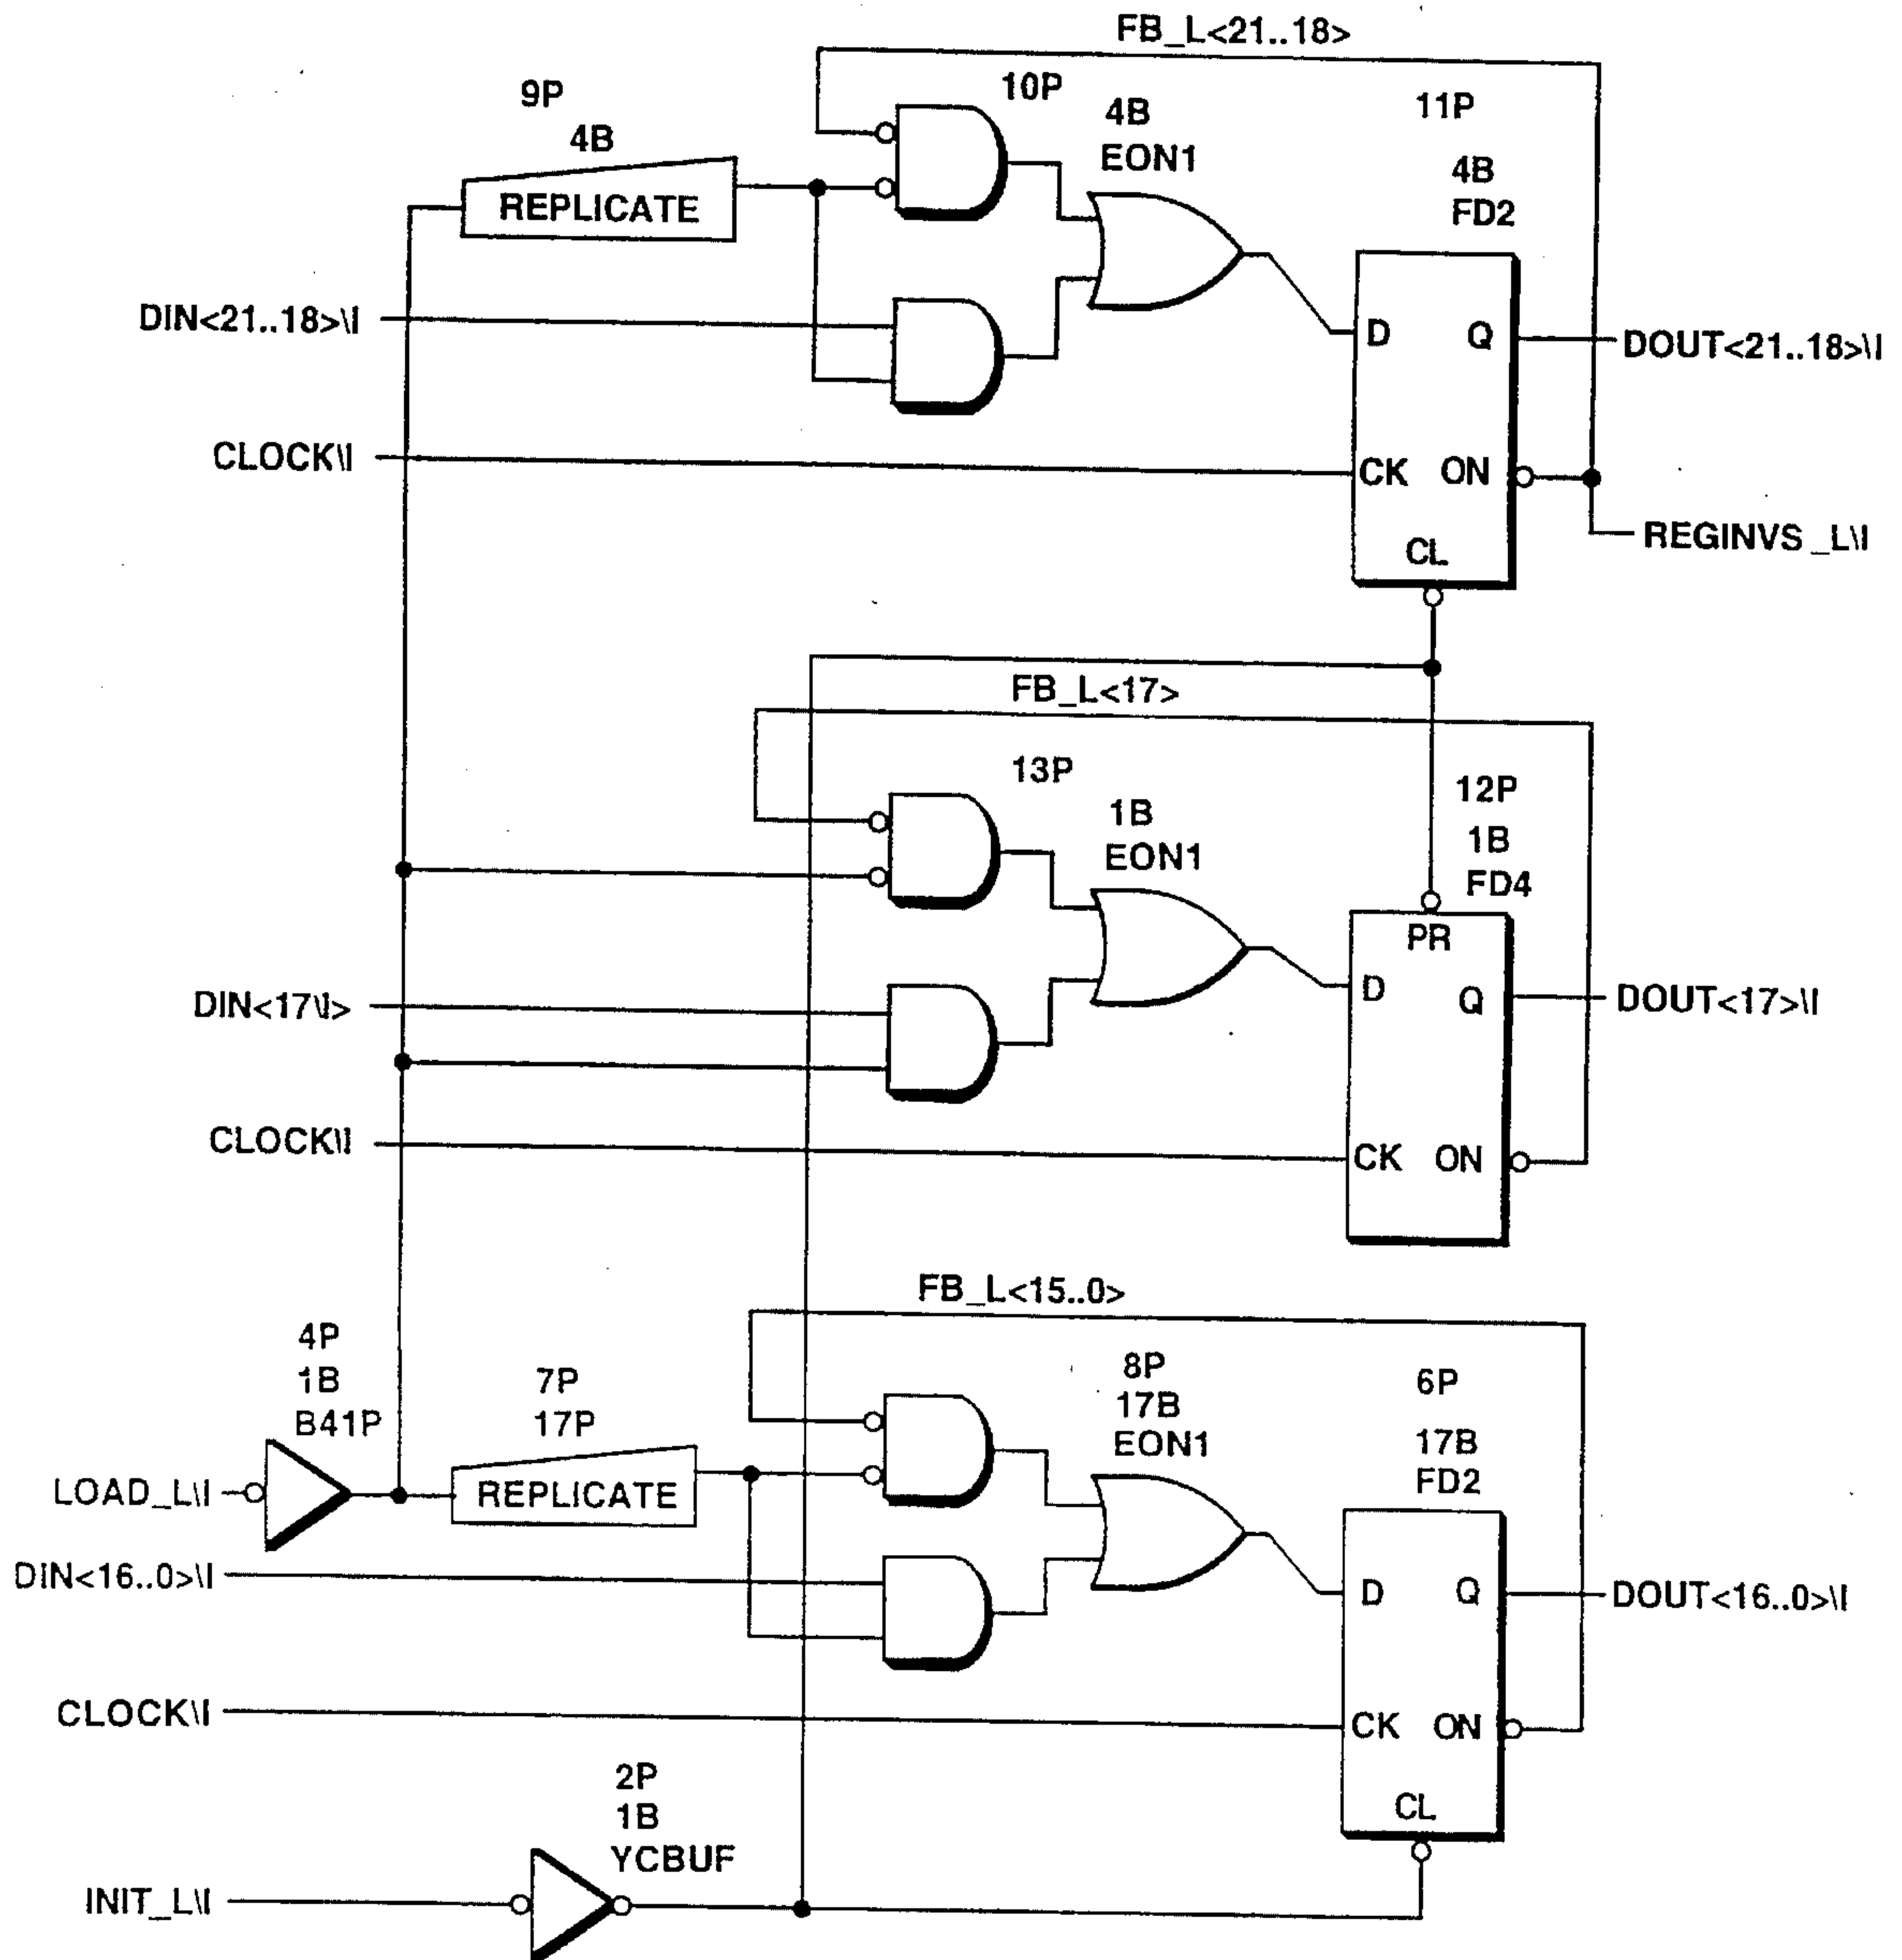 FB_L<21..18>
9P
4B
REPLICATE
10P
4B
EON1
11P
4B
FD2
DIN<21..18>\I
D
Q
DOUT<21..18>\I
CLOCK\I
CK
ON
REGINVS_L\I
CL
FB_L<17>
13P
1B
EON1
12P
1B
FD4
PR
DIN<17\I>
D
Q
DOUT<17>\I
CLOCK\I
CK
ON
FB_L<15..0>
4P
1B
B41P
7P
17P
REPLICATE
8P
17B
EON1
6P
17B
FD2
LOAD_L\I
DIN<16..0>\I
D
Q
DOUT<16..0>\I
CLOCK\I
CK
ON
CL
2P
1B
YCBUF
INIT_L\I